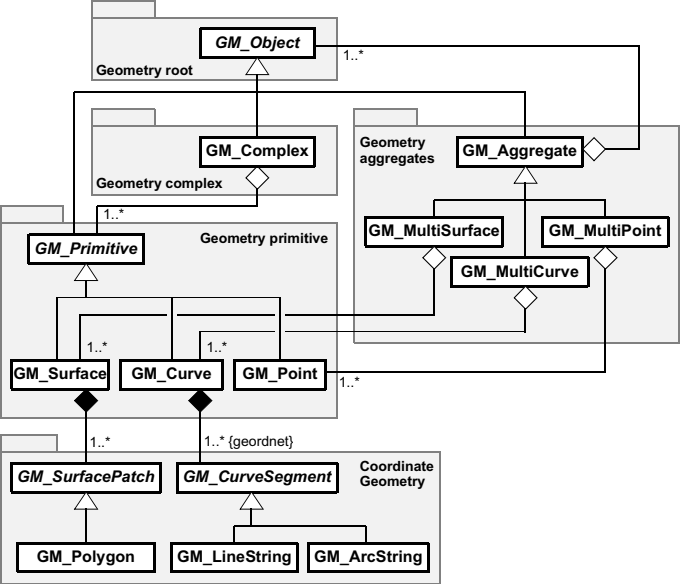 GM_Object
1..*
Geometry root
GM_Complex
Geometry complex
Geometry
aggregates
GM_Aggregate
1..*
GM_Primitive
Geometry primitive
GM_MultiSurface
GM_MultiPoint
GM_MultiCurve
1..*
1..*
GM_Surface
GM_Curve
GM_Point
1..*
1..*
1..* {geordnet}
GM_SurfacePatch
GM_CurveSegment
Coordinate
Geometry
GM_Polygon
GM_LineString
GM_ArcString